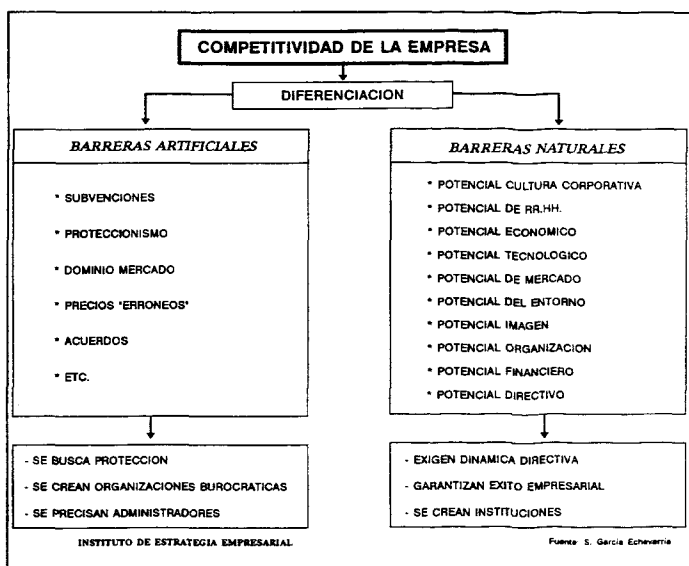 COMPETITIVIDAD DE LA EMPRESA
DIFERENCIACION
BARRERAS ARTIFICIALES
* SUBVENCIONES
* PROTECCIONISMO
* DOMINIO MERCADO
* PRECIOS "ERRONEOS"
* ACUERDOS
* ETC.
- SE BUSCA PROTECCION
- SE CREAN ORGANIZACIONES BUROCRATICAS
- SE PRECISAN ADMINISTRADORES
BARRERAS NATURALES
* POTENCIAL CULTURA CORPORATIVA
* POTENCIAL DE RR.HH.
* POTENCIAL ECONOMICO
* POTENCIAL TECNOLOGICO
* POTENCIAL DE MERCADO
* POTENCIAL DEL ENTORNO
* POTENCIAL IMAGEN
* POTENCIAL ORGANIZACION
* POTENCIAL FINANCIERO
* POTENCIAL DIRECTIVO
- EXIGEN DINAMICA DIRECTIVA
- GARANTIZAN EXITO EMPRESARIAL
- SE CREAN INSTITUCIONES
INSTITUTO DE ESTRATEGIA EMPRESARIAL
Fuente: S. García Echevarría